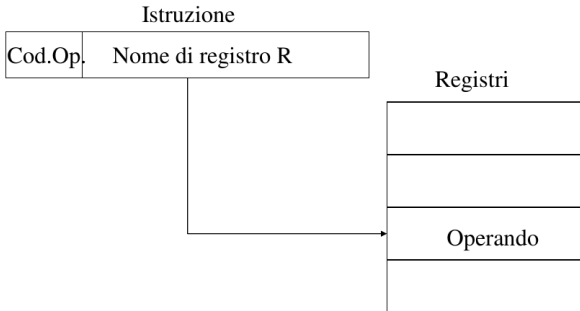 Istruzione
Cod.Op. Nome di registro R
Registri
Operando